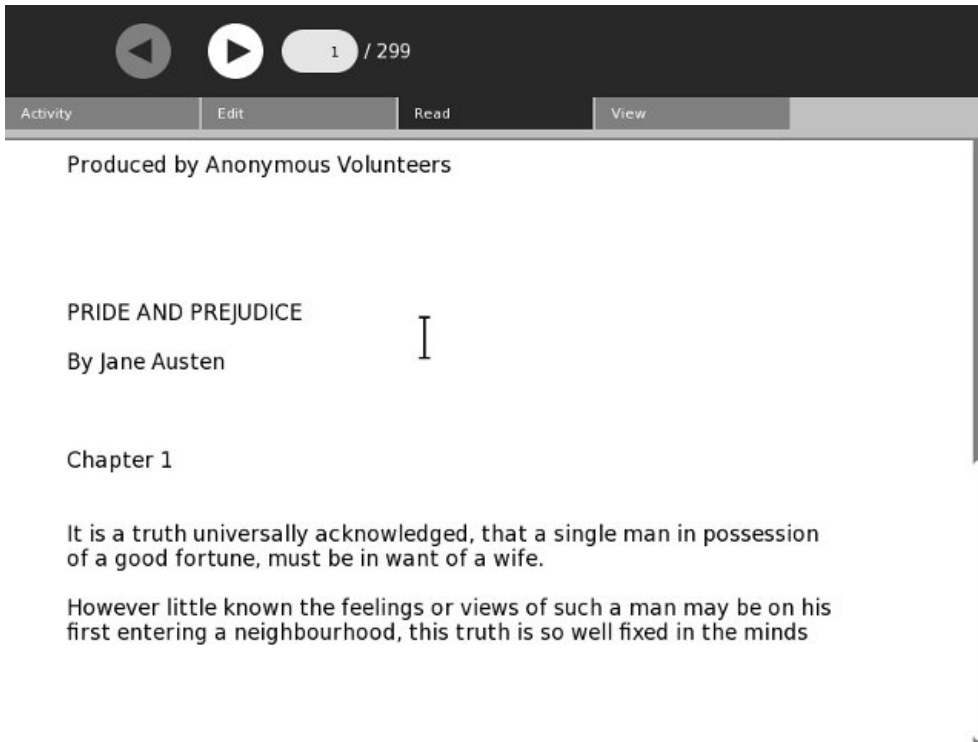 1 / 299
Activity Edit Read View
Produced by Anonymous Volunteers
PRIDE AND PREJUDICE
By Jane Austen
Chapter 1
It is a truth universally acknowledged, that a single man in possession
of a good fortune, must be in want of a wife.
However little known the feelings or views of such a man may be on his
first entering a neighbourhood, this truth is so well fixed in the minds